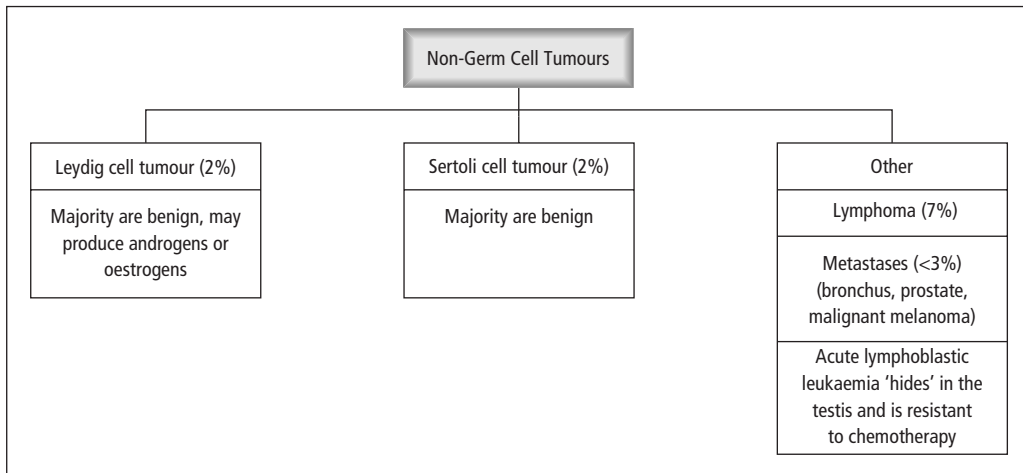 Non-Germ Cell Tumours
Leydig cell tumour (2%)
Majority are benign, may
produce androgens or
oestrogens
Sertoli cell tumour (2%)
Majority are benign
Other
Lymphoma (7%)
Metastases (<3%)
(bronchus, prostate,
malignant melanoma)
Acute lymphoblastic
leukaemia ‘hides’ in the
testis and is resistant
to chemotherapy